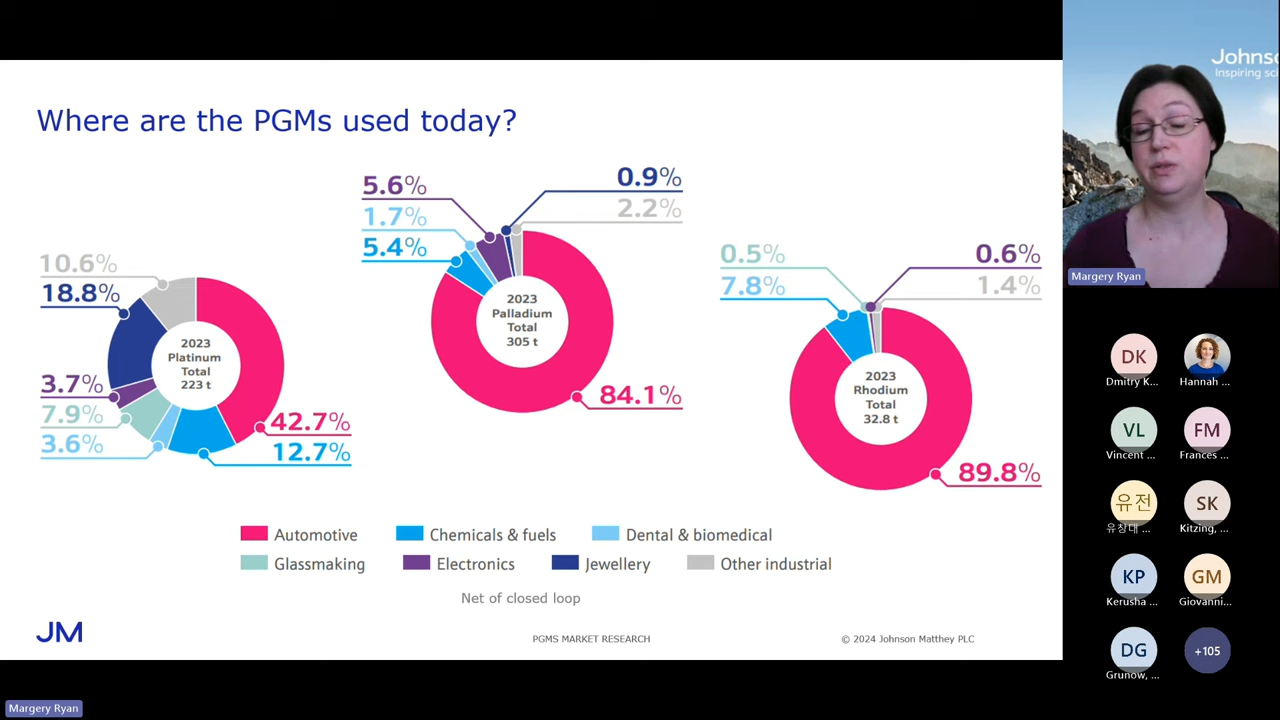 Where are the PGMs used today?
10.6%
18.8%
3.7%
7.9%
3.6%
42.7%
12.7%
2023
Platinum
Total
223 t
5.6%
1.7%
5.4%
0.9%
2.2%
84.1%
2023
Palladium
Total
305 t
0.5%
7.8%
0.6%
1.4%
89.8%
2023
Rhodium
Total
32.8 t
Automotive
Chemicals & fuels
Dental & biomedical
Glassmaking
Electronics
Jewellery
Other industrial
Net of closed loop
JM
PGMS MARKET RESEARCH
© 2024 Johnson Matthey PLC
Margery Ryan
Johnso
Inspiring sci
Margery Ryan
DK
Dmitry K...
Hannah ...
VL
Vincent ...
FM
Frances ...
유전
유창대 ...
SK
Kitzing, ...
KP
Kerusha ...
GM
Giovanni...
DG
Grunow, ...
+105